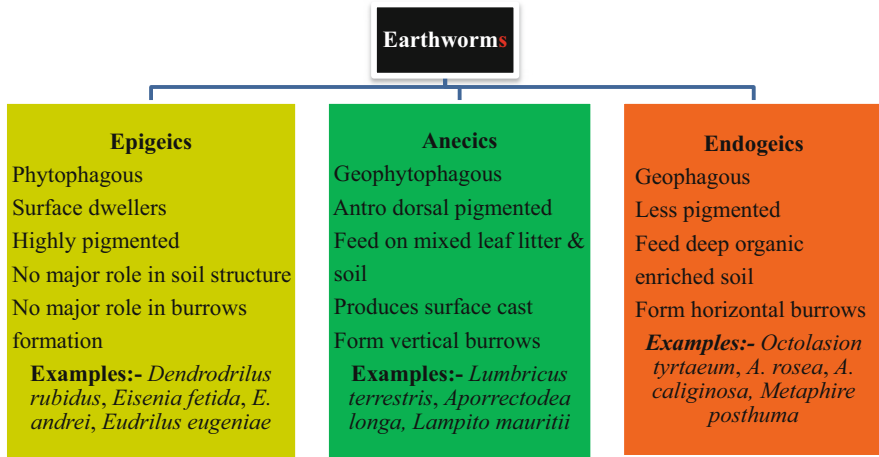 Earthworms
Epigeics
Phytophagous
Surface dwellers
Highly pigmented
No major role in soil structure
No major role in burrows
formation
Examples:- Dendrodrilus
rubidus, Eisenia fetida, E.
andrei, Eudrilus eugeniae
Anecics
Geophytophagous
Antro dorsal pigmented
Feed on mixed leaf litter &
soil
Produces surface cast
Form vertical burrows
Examples:- Lumbricus
terrestris, Aporrectodea
longa, Lampito mauritii
Endogeics
Geophagous
Less pigmented
Feed deep organic
enriched soil
Form horizontal burrows
Examples:- Octolasion
tyrtaeum, A. rosea, A.
caliginosa, Metaphire
posthuma